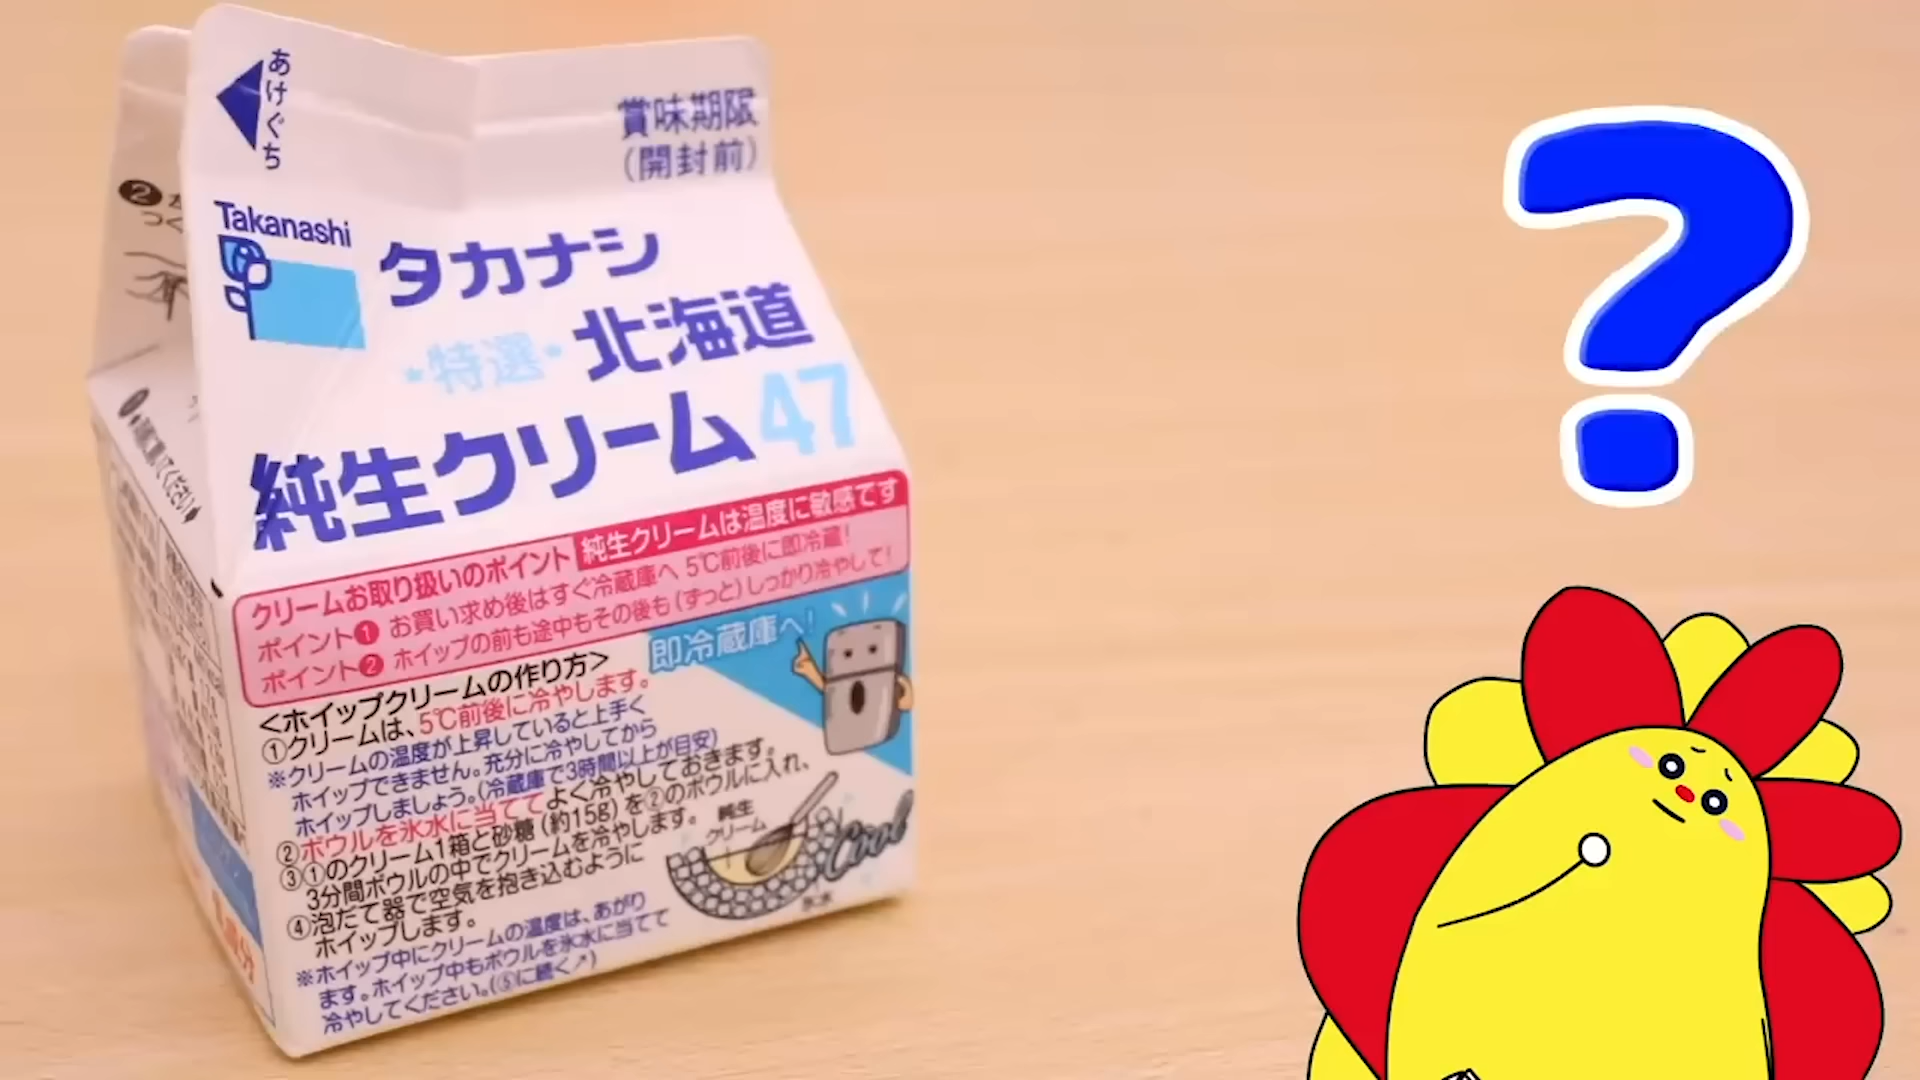 あけぐち
賞味期限
(開封前)
Takanashi
タカナシ
特選 北海道
純生クリーム47
クリームお取り扱いのポイント 純生クリームは温度に敏感です
ポイント❶ お買い求め後はすぐ冷蔵庫へ 5℃前後に即冷蔵!
ポイント❷ ホイップの前も途中もその後も(ずっと)しっかり冷やして!
即冷蔵庫へ!
<ホイップクリームの作り方>
①クリームは、5℃前後に冷やします。
※クリームの温度が上昇していると上手く
ホイップできません。充分に冷やしてから
ホイップしましょう。(冷蔵庫で3時間以上が目安)
②ボウルを氷水に当ててよく冷やしておきます。
③①のクリーム1箱と砂糖(約15g)を②のボウルに入れ、
3分間ボウルの中でクリームを冷やします。
④泡だて器で空気を抱き込むように
ホイップします。
※ホイップ中にクリームの温度は、あがり
ます。ホイップ中もボウルを氷水に当てて
冷やしてください。(⑤に続く↗)
純生
クリーム
Cool
氷水
?